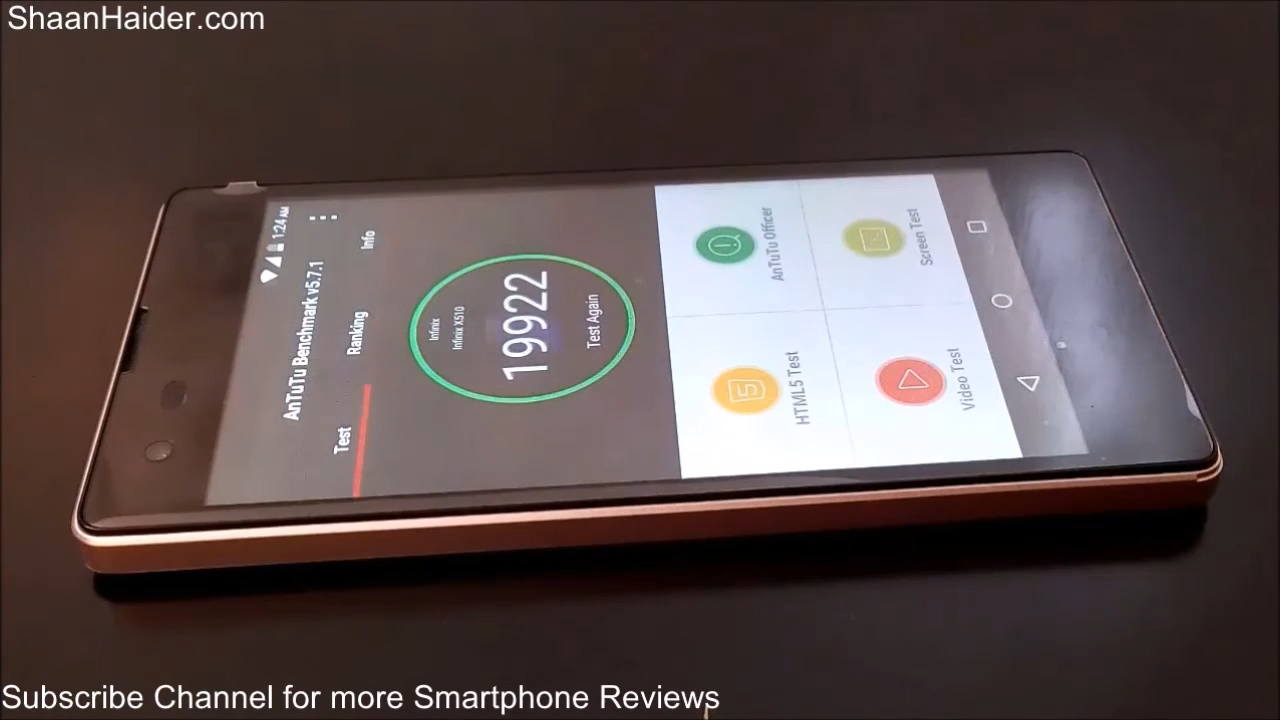 ShaanHaider.com
1:24 AM
AnTuTu Benchmark v5.7.1
Test
Ranking
Info
Infinix
Infinix X510
19922
Test Again
HTML5 Test
AnTuTu Officer
Video Test
Screen Test
Subscribe Channel for more Smartphone Reviews